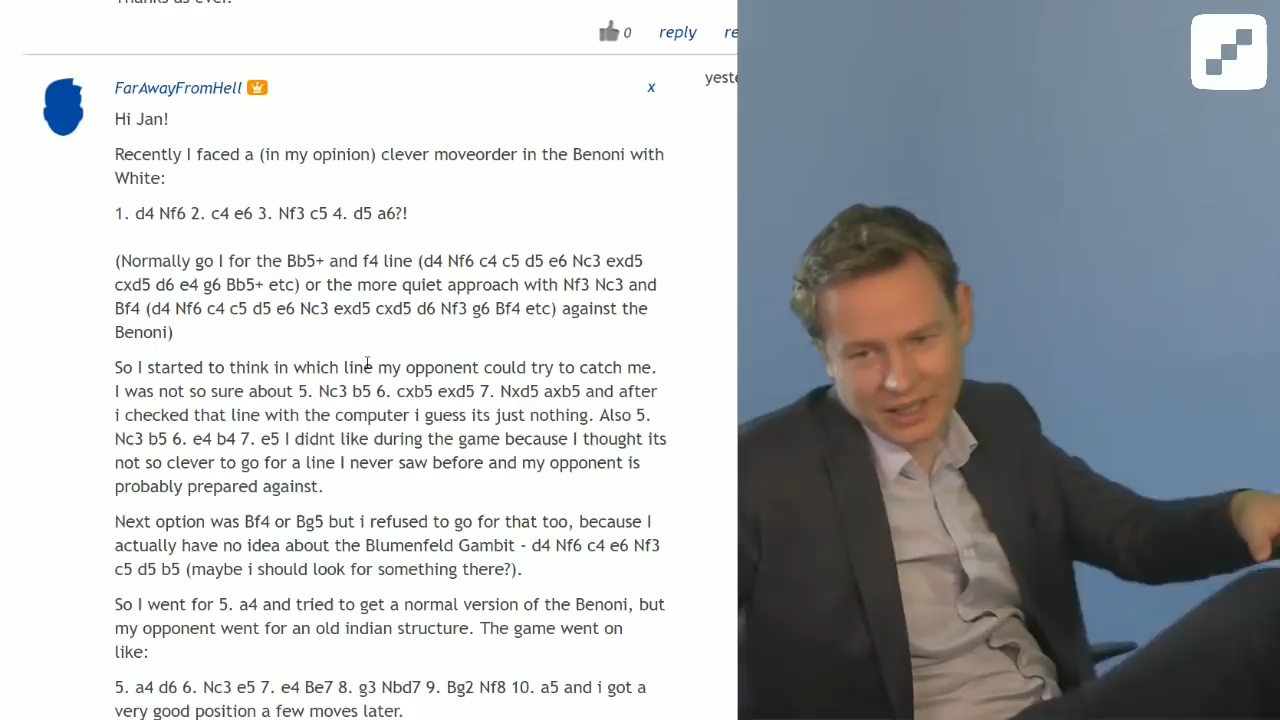 0 reply
FarAwayFromHell
x
yeste
Hi Jan!
Recently I faced a (in my opinion) clever moveorder in the Benoni with
White:
1. d4 Nf6 2. c4 e6 3. Nf3 c5 4. d5 a6?!
(Normally go I for the Bb5+ and f4 line (d4 Nf6 c4 c5 d5 e6 Nc3 exd5
cxd5 d6 e4 g6 Bb5+ etc) or the more quiet approach with Nf3 Nc3 and
Bf4 (d4 Nf6 c4 c5 d5 e6 Nc3 exd5 cxd5 d6 Nf3 g6 Bf4 etc) against the
Benoni)
So I started to think in which line my opponent could try to catch me.
I was not so sure about 5. Nc3 b5 6. cxb5 exd5 7. Nxd5 axb5 and after
i checked that line with the computer i guess its just nothing. Also 5.
Nc3 b5 6. e4 b4 7. e5 I didnt like during the game because I thought its
not so clever to go for a line I never saw before and my opponent is
probably prepared against.
Next option was Bf4 or Bg5 but i refused to go for that too, because I
actually have no idea about the Blumenfeld Gambit - d4 Nf6 c4 e6 Nf3
c5 d5 b5 (maybe i should look for something there?).
So I went for 5. a4 and tried to get a normal version of the Benoni, but
my opponent went for an old indian structure. The game went on
like:
5. a4 d6 6. Nc3 e5 7. e4 Be7 8. g3 Nbd7 9. Bg2 Nf8 10. a5 and i got a
very good position a few moves later.